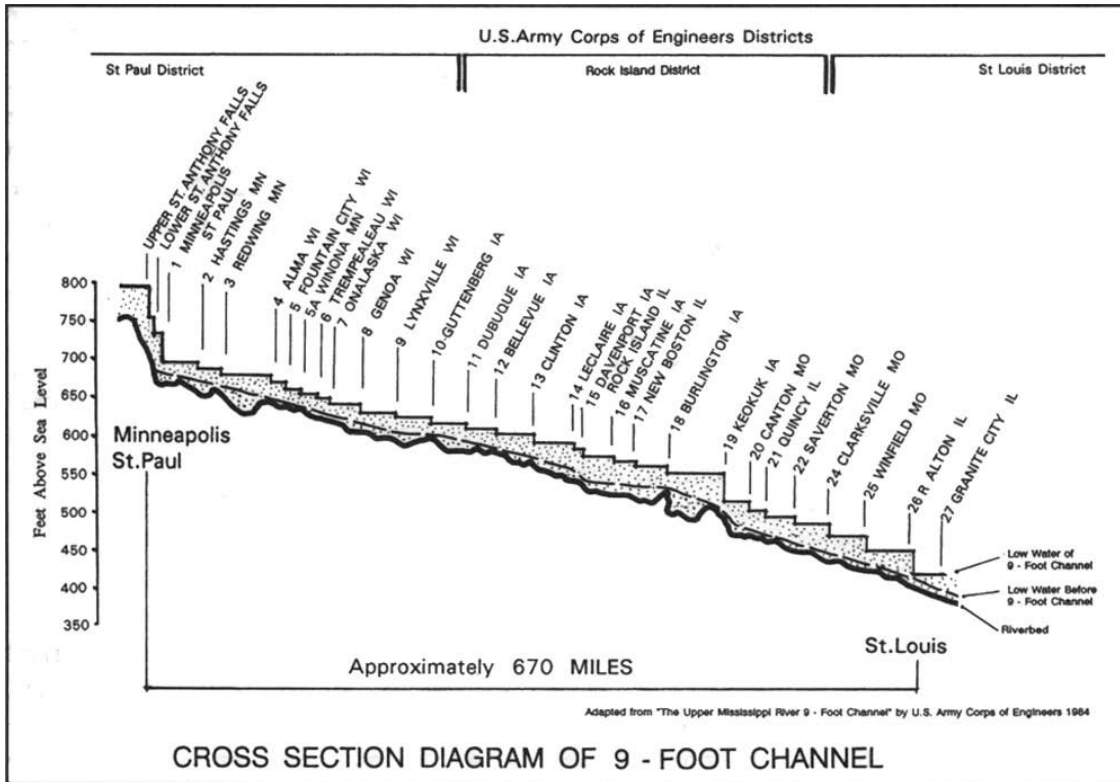 U.S.Army Corps of Engineers Districts
St Paul District
Rock Island District
St Louis District
UPPER ST. ANTHONY FALLS
LOWER ST. ANTHONY FALLS
1 MINNEAPOLIS
ST PAUL
2 HASTINGS MN
3 REDWING MN
4 ALMA WI
5 FOUNTAIN CITY WI
5A WINONA MN
6 TREMPEALEAU WI
7 ONALASKA WI
8 GENOA WI
9 LYNXVILLE WI
10 GUTTENBERG IA
11 DUBUQUE IA
12 BELLEVUE IA
13 CLINTON IA
14 LECLAIRE IA
15 DAVENPORT IA
ROCK ISLAND IL
16 MUSCATINE IA
17 NEW BOSTON IL
18 BURLINGTON IA
19 KEOKUK IA
20 CANTON MO
21 QUINCY IL
22 SAVERTON MO
24 CLARKSVILLE MO
25 WINFIELD MO
26 R ALTON IL
27 GRANITE CITY IL
Feet Above Sea Level
800
750
700
650
600
550
500
450
400
350
Minneapolis
St.Paul
Low Water of
9 - Foot Channel
Low Water Before
9 - Foot Channel
Riverbed
St.Louis
Approximately 670 MILES
Adapted from "The Upper Mississippi River 9 - Foot Channel" by U.S. Army Corps of Engineers 1984
CROSS SECTION DIAGRAM OF 9 - FOOT CHANNEL